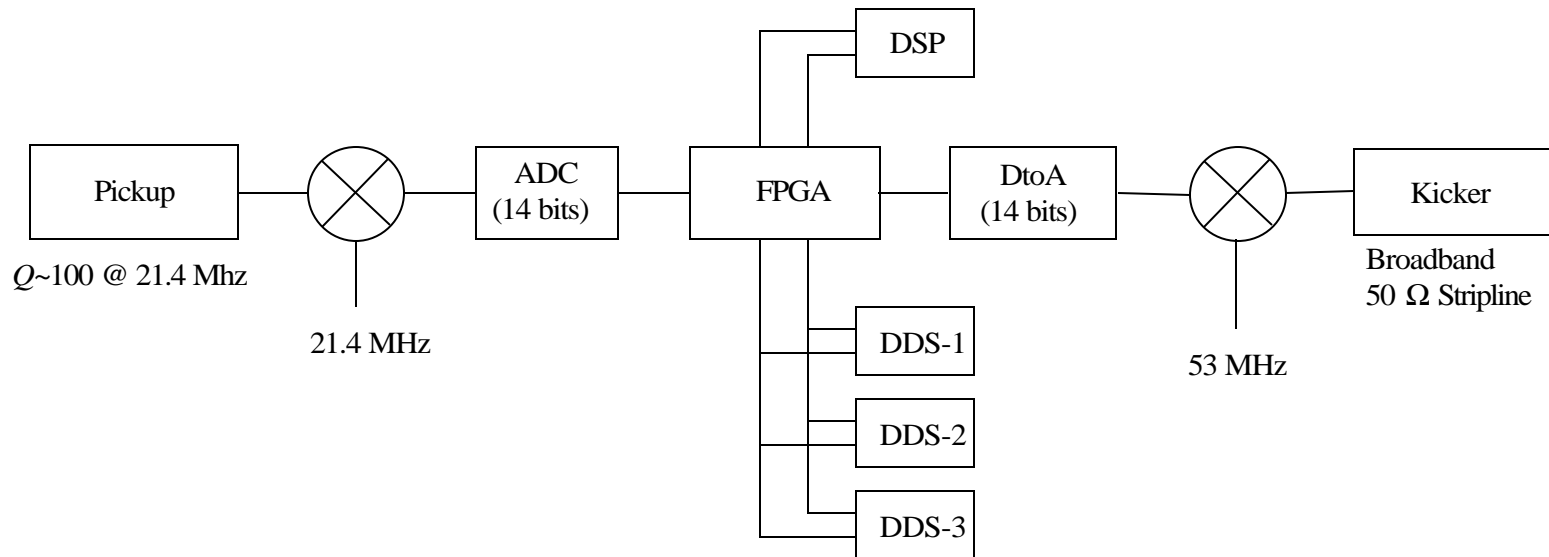 DSP
Pickup
ADC
(14 bits)
FPGA
DtoA
(14 bits)
Kicker
Q~100 @ 21.4 Mhz
Broadband
50 Ω Stripline
21.4 MHz
DDS-1
53 MHz
DDS-2
DDS-3